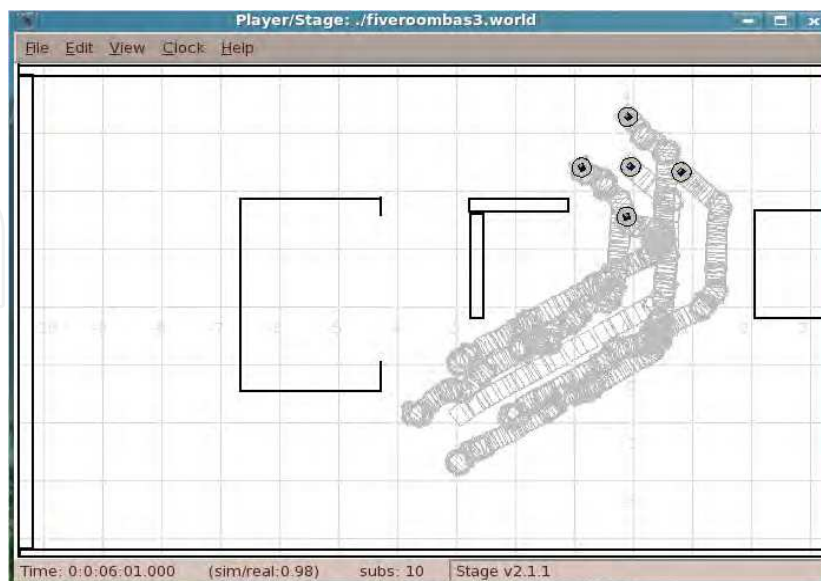 Player/Stage: ./fiveroombas3.world
File Edit View Clock Help
Time: 0:0:06:01.000 (sim/real:0.98) subs: 10 Stage v2.1.1